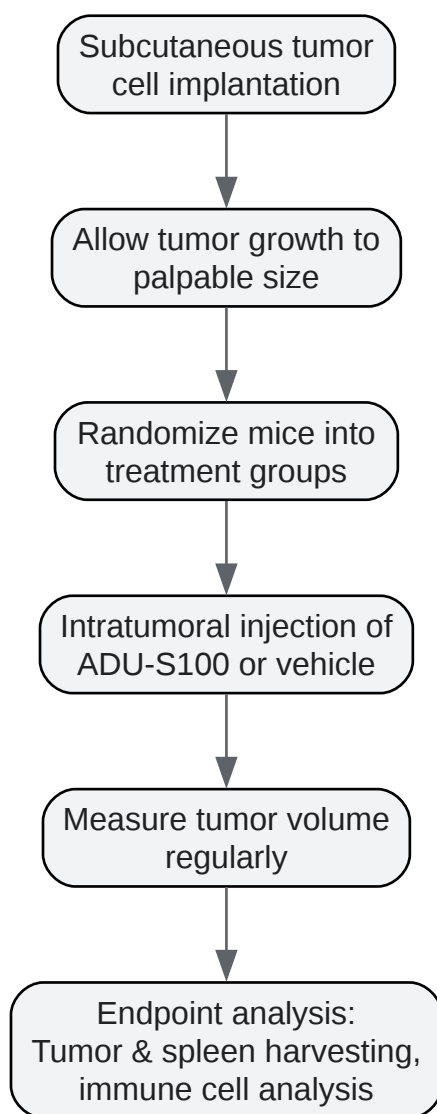 Subcutaneous tumor
cell implantation
Allow tumor growth to
palpable size
Randomize mice into
treatment groups
Intratumoral injection of
ADU-S100 or vehicle
Measure tumor volume
regularly
Endpoint analysis:
Tumor & spleen harvesting,
immune cell analysis